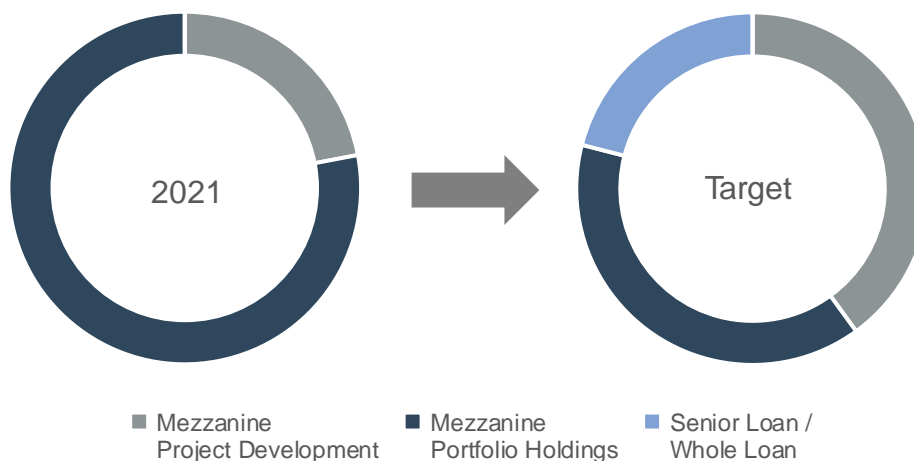 2021
Target
Mezzanine
Project Development
Mezzanine
Portfolio Holdings
Senior Loan /
Whole Loan